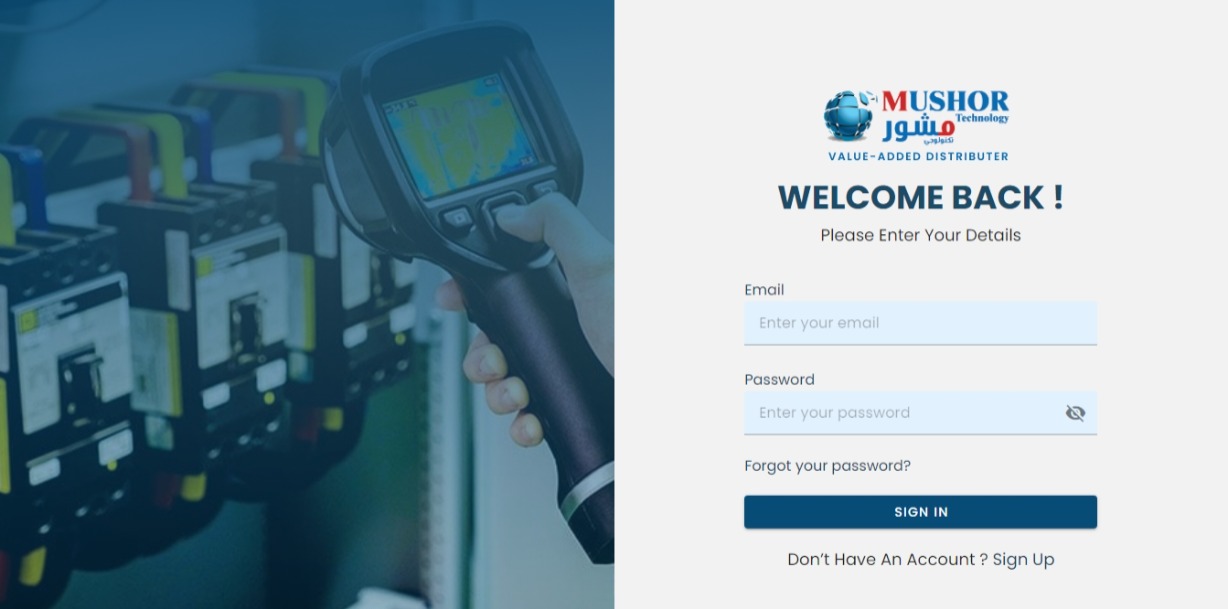 MUSHOR
Technology
مشور
تكنولوجي
VALUE-ADDED DISTRIBUTER
WELCOME BACK !
Please Enter Your Details
Email
Enter your email
Password
Enter your password
Forgot your password?
SIGN IN
Don’t Have An Account ? Sign Up